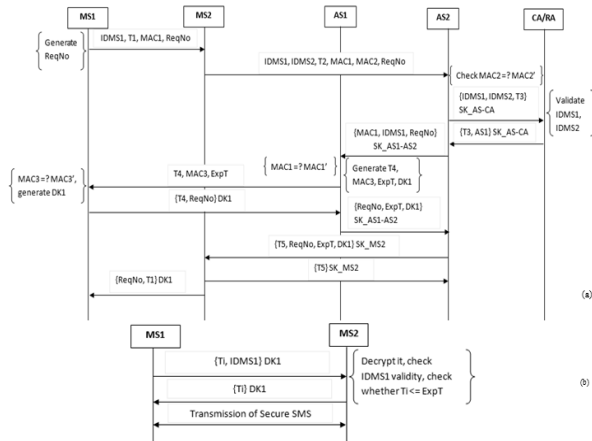 MS1 MS2 AS1 AS2 CA/RA
Generate
ReqNo
IDMS1, T1, MAC1, ReqNo
IDMS1, IDMS2, T2, MAC1, MAC2, ReqNo
Check MAC2=? MAC2'
{IDMS1, IDMS2, T3}
SK_AS-CA
Validate
IDMS1,
IDMS2
{T3, AS1} SK_AS-CA
{MAC1, IDMS1, ReqNo}
SK_AS1-AS2
MAC1=? MAC1'
Generate T4,
MAC3, ExpT, DK1
T4, MAC3, ExpT
MAC3=? MAC3',
generate DK1
{T4, ReqNo} DK1
{ReqNo, ExpT, DK1}
SK_AS1-AS2
{T5, ReqNo, ExpT, DK1} SK_MS2
{T5} SK_MS2
{ReqNo, T1} DK1
(a)
MS1 MS2
{Ti, IDMS1} DK1
Decrypt it, check
IDMS1 validity, check
whether Ti <= ExpT
(b)
{Ti} DK1
Transmission of Secure SMS